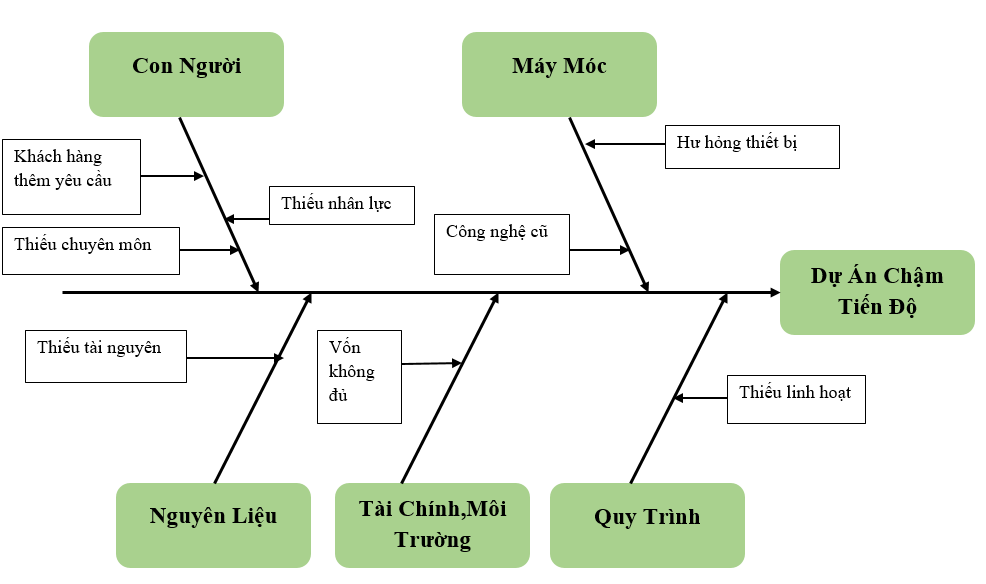 Con Người
Máy Móc
Hư hỏng thiết bị
Khách hàng
thêm yêu cầu
Thiếu nhân lực
Công nghệ cũ
Thiếu chuyên môn
Dự Án Chậm
Tiến Độ
Thiếu tài nguyên
Vốn
không
đủ
Thiếu linh hoạt
Nguyên Liệu
Tài Chính,Môi
Trường
Quy Trình